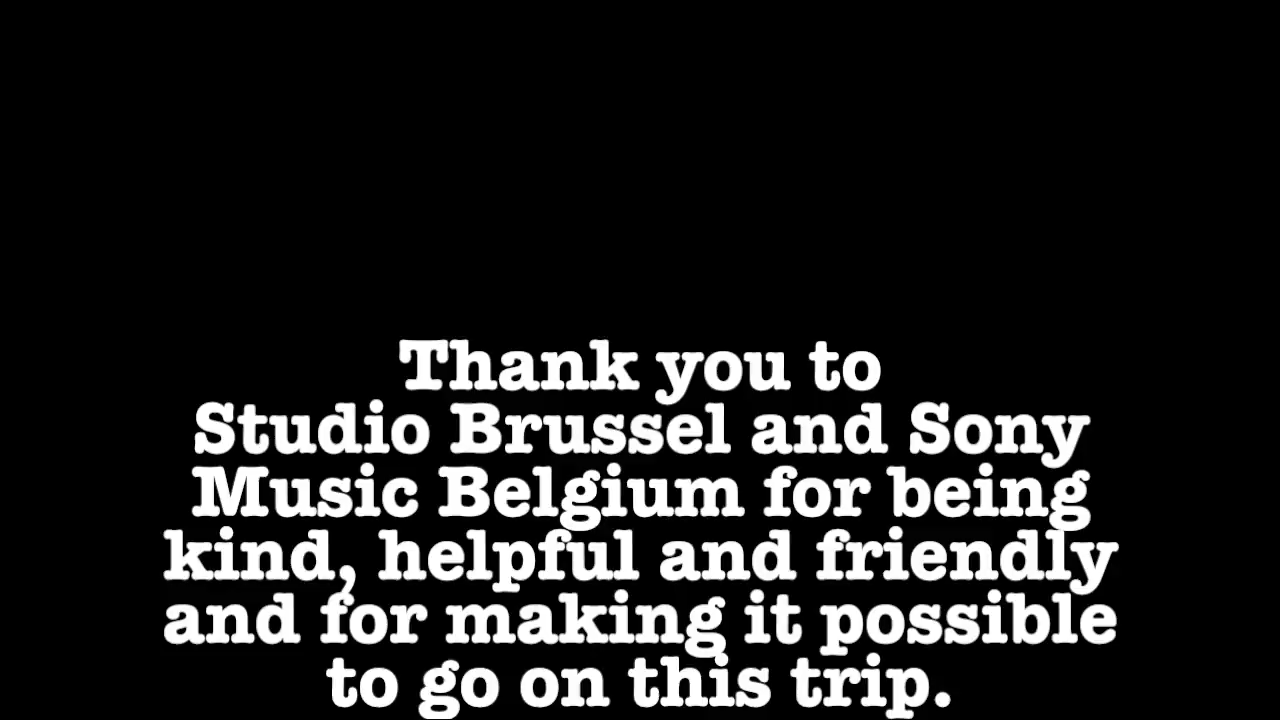 Thank you to
Studio Brussel and Sony
Music Belgium for being
kind, helpful and friendly
and for making it possible
to go on this trip.